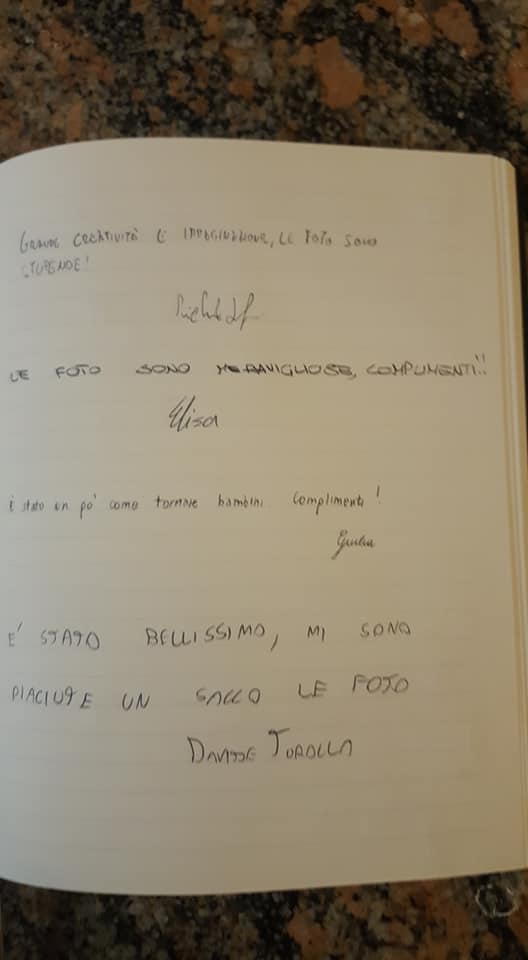 GRANDE CREATIVITÀ E IMMAGINAZIONE, LE FOTO SONO
STUPENDE!
LE FOTO SONO MERAVIGLIOSE, COMPLIMENTI!!
Elisa
è stato un po' come tornare bambini. Complimenti!
Giulia
E' STATO BELLISSIMO, MI SONO
PIACIUTE UN SACCO LE FOTO
DAVIDE TUROLLA